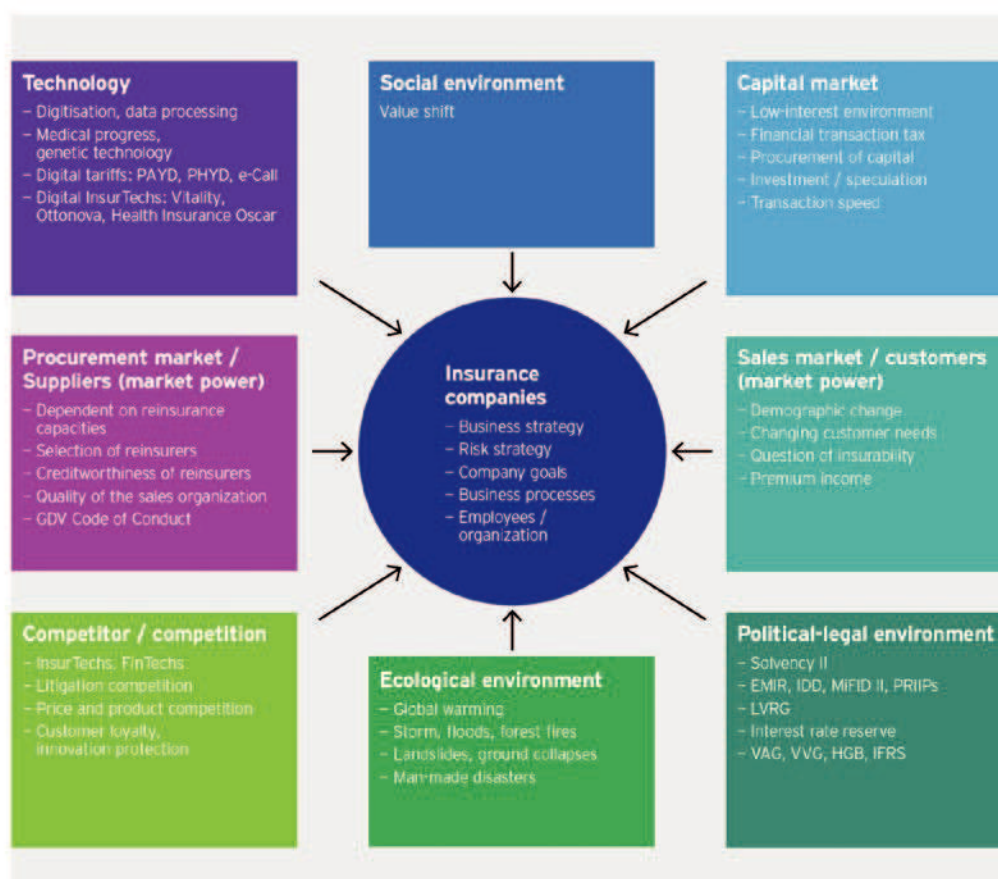 Technology
– Digitisation, data processing
– Medical progress,
genetic technology
– Digital tariffs: PAYD, PHYD, e-Call
– Digital InsurTechs: Vitality,
Ottonova, Health Insurance Oscar
Social environment
Value shift
Capital market
– Low-interest environment
– Financial transaction tax
– Procurement of capital
– Investment / speculation
– Transaction speed
Procurement market /
Suppliers (market power)
– Dependent on reinsurance
capacities
– Selection of reinsurers
– Creditworthiness of reinsurers
– Quality of the sales organization
– GDV Code of Conduct
Insurance
companies
– Business strategy
– Risk strategy
– Company goals
– Business processes
– Employees /
organization
Sales market / customers
(market power)
– Demographic change
– Changing customer needs
– Question of insurability
– Premium income
Competitor / competition
– InsurTechs, FinTechs
– Litigation competition
– Price and product competition
– Customer loyalty,
innovation protection
Ecological environment
– Global warming
– Storm, floods, forest fires
– Landslides, ground collapses
– Man-made disasters
Political-legal environment
– Solvency II
– EMIR, IDD, MiFID II, PRIIPs
– LVRG
– Interest rate reserve
– VAG, VVG, HGB, IFRS